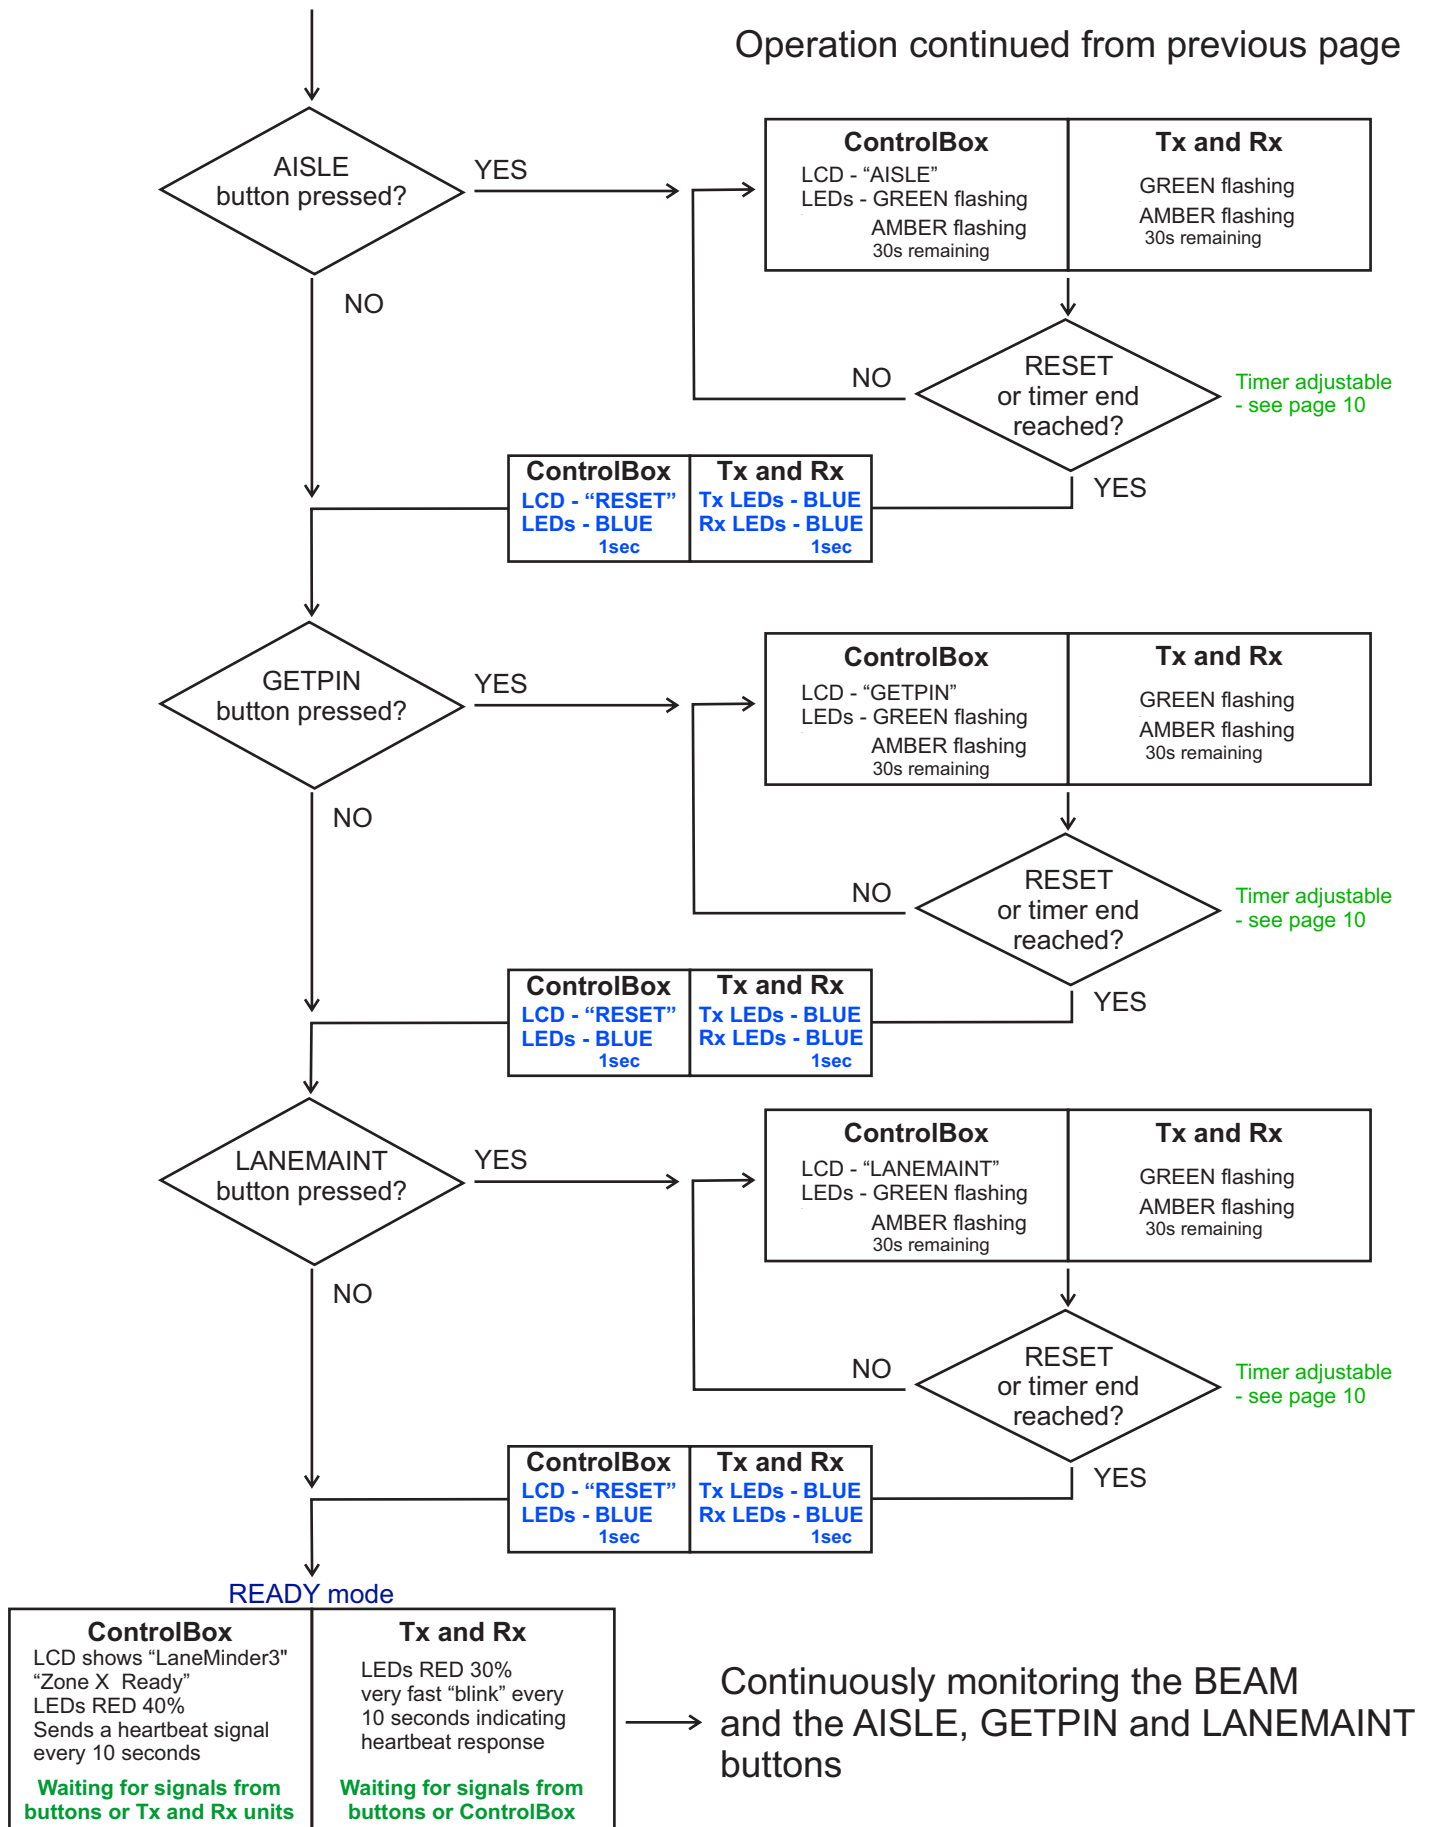 Operation continued from previous page
AISLE
button pressed?
YES
NO
ControlBox
LCD - “AISLE”
LEDs - GREEN flashing
AMBER flashing
30s remaining
Tx and Rx
GREEN flashing
AMBER flashing
30s remaining
RESET
or timer end
reached?
NO
YES
Timer adjustable
- see page 10
ControlBox
LCD - “RESET”
LEDs - BLUE
1sec
Tx and Rx
Tx LEDs - BLUE
Rx LEDs - BLUE
1sec
GETPIN
button pressed?
YES
NO
ControlBox
LCD - “GETPIN”
LEDs - GREEN flashing
AMBER flashing
30s remaining
Tx and Rx
GREEN flashing
AMBER flashing
30s remaining
RESET
or timer end
reached?
NO
YES
Timer adjustable
- see page 10
ControlBox
LCD - “RESET”
LEDs - BLUE
1sec
Tx and Rx
Tx LEDs - BLUE
Rx LEDs - BLUE
1sec
LANEMAINT
button pressed?
YES
NO
ControlBox
LCD - “LANEMAINT”
LEDs - GREEN flashing
AMBER flashing
30s remaining
Tx and Rx
GREEN flashing
AMBER flashing
30s remaining
RESET
or timer end
reached?
NO
YES
Timer adjustable
- see page 10
ControlBox
LCD - “RESET”
LEDs - BLUE
1sec
Tx and Rx
Tx LEDs - BLUE
Rx LEDs - BLUE
1sec
READY mode
ControlBox
LCD shows “LaneMinder3"
“Zone X  Ready”
LEDs RED 40%
Sends a heartbeat signal
every 10 seconds
Waiting for signals from
buttons or Tx and Rx units
Tx and Rx
LEDs RED 30%
very fast “blink” every
10 seconds indicating
heartbeat response
Waiting for signals from
buttons or ControlBox
Continuously monitoring the BEAM
and the AISLE, GETPIN and LANEMAINT
buttons